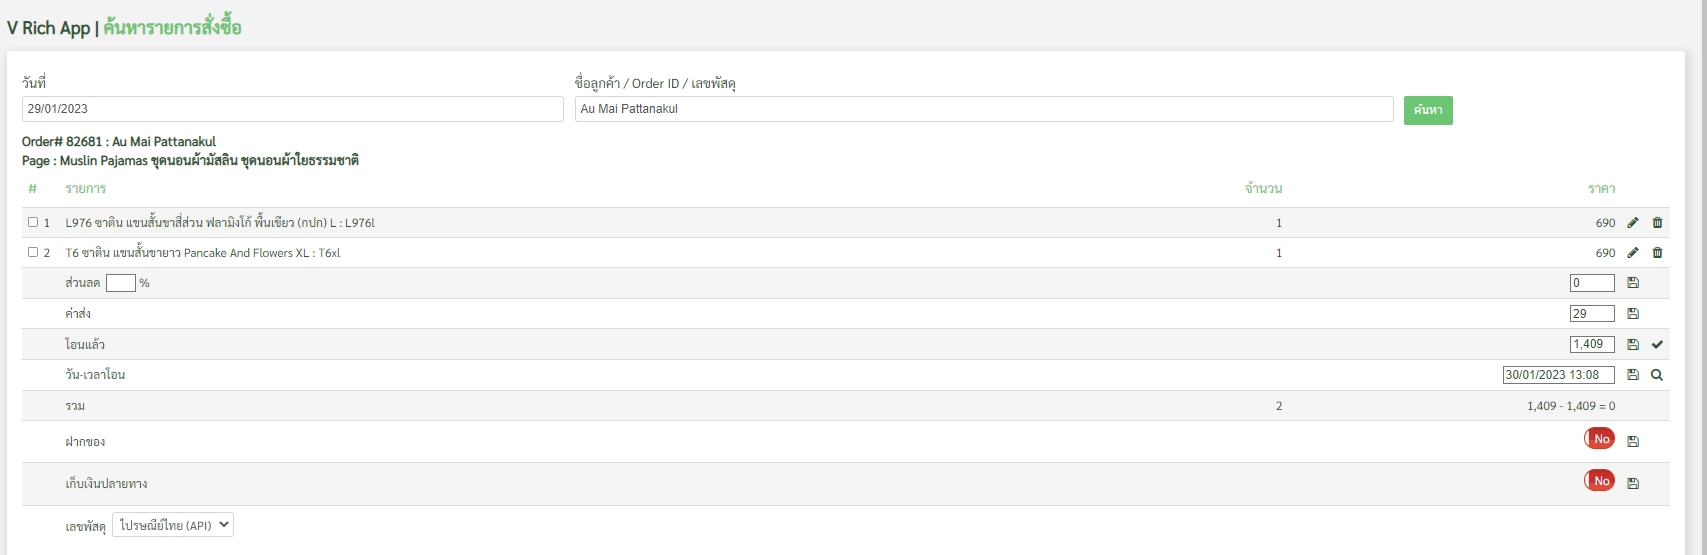 V Rich App | ค้นหารายการสั่งซื้อ
วันที่ ชื่อลูกค้า / Order ID / เลขพัสดุ
29/01/2023 Au Mai Pattanakul ค้นหา
Order# 82681 : Au Mai Pattanakul
Page : Muslin Pajamas ชุดนอนผ้ามัสลิน ชุดนอนผ้าใยธรรมชาติ
# รายการ จำนวน ราคา
1 L976 ซาติน แขนสั้นขาสี่ส่วน ฟลามิงโก้ พื้นเขียว (กปก) L : L976l 1 690
2 T6 ซาติน แขนสั้นขายาว Pancake And Flowers XL : T6xl 1 690
ส่วนลด % 0
ค่าส่ง 29
โอนแล้ว 1,409
วัน-เวลาโอน 30/01/2023 13:08
รวม 2 1,409 - 1,409 = 0
ฝากของ No
เก็บเงินปลายทาง No
เลขพัสดุ ไปรษณีย์ไทย (API)